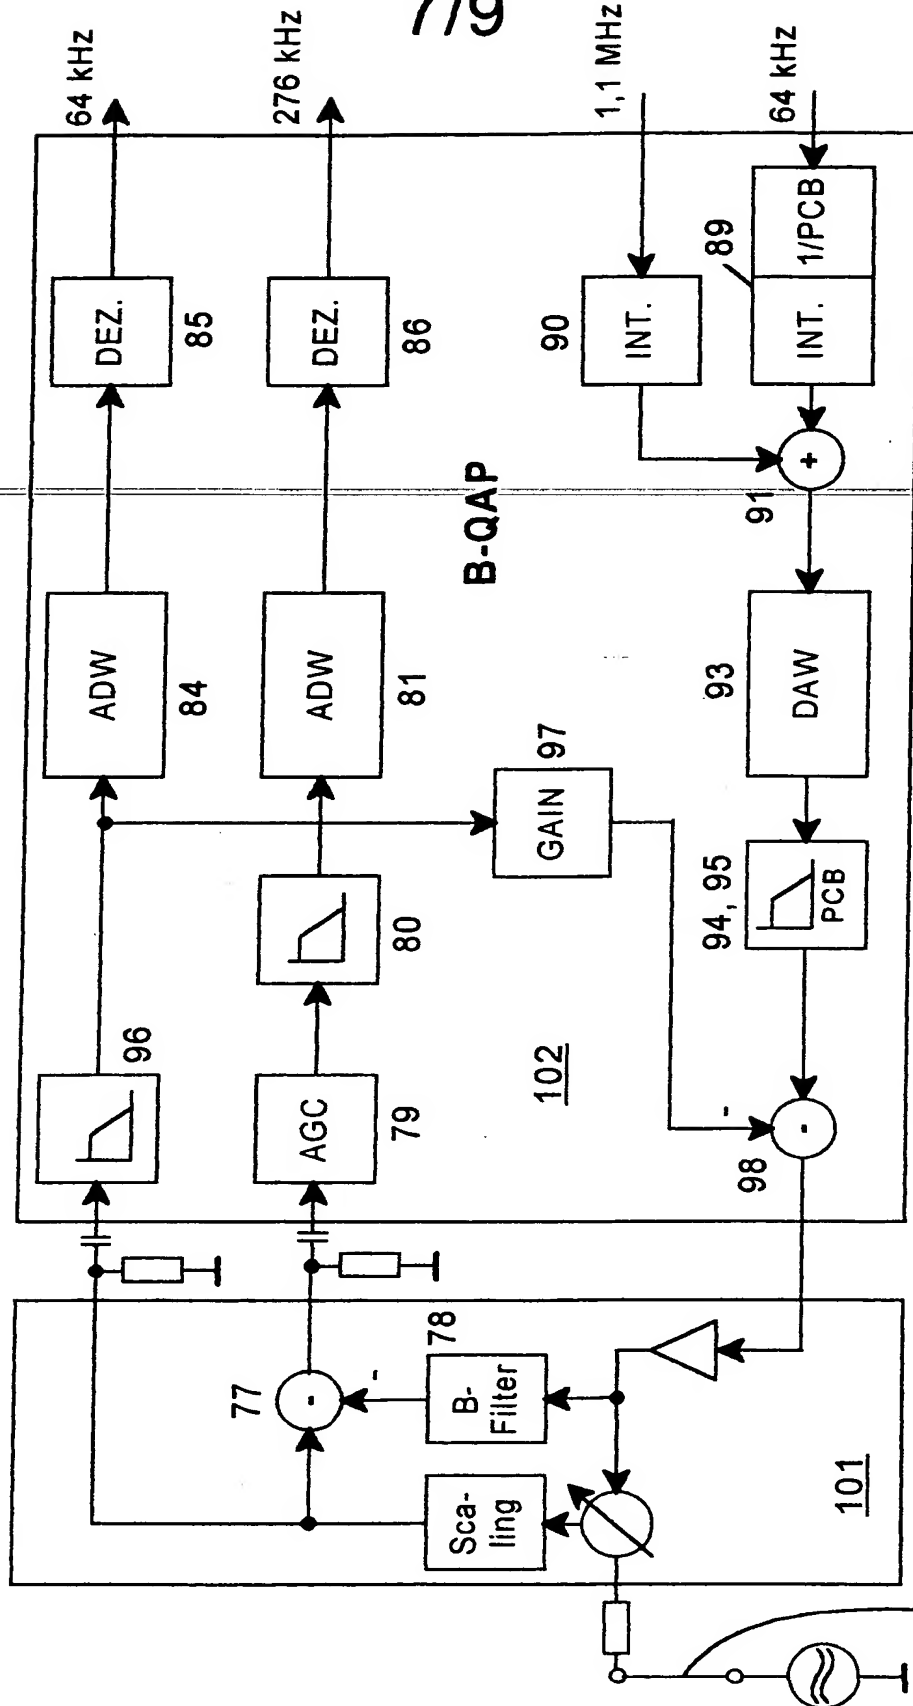 7/9
64 kHz
276 kHz
1,1 MHz
64 kHz
DEZ.
85
DEZ.
86
90
INT.
89
INT.
1/PCB
+
91
B-QAP
ADW
84
ADW
81
93
DAW
GAIN
97
80
94, 95
PCB
96
AGC
79
102
-
-
98
77
-
-
78
B-
Filter
Sca-
ling
101